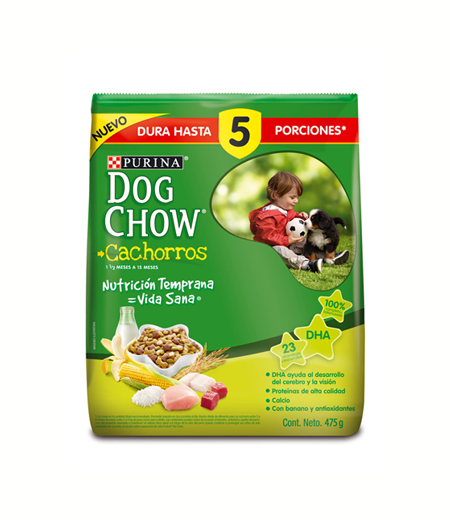 NUEVO
DURA HASTA 5 PORCIONES*
PURINA
DOG
CHOW®
Cachorros
1 ½ MESES A 12 MESES
Nutrición Temprana
= Vida Sana®
100%
DHA
23
• DHA ayuda al desarrollo
del cerebro y la visión
• Proteínas de alta calidad
• Calcio
• Con banano y antioxidantes
Cont. Neto. 475 g